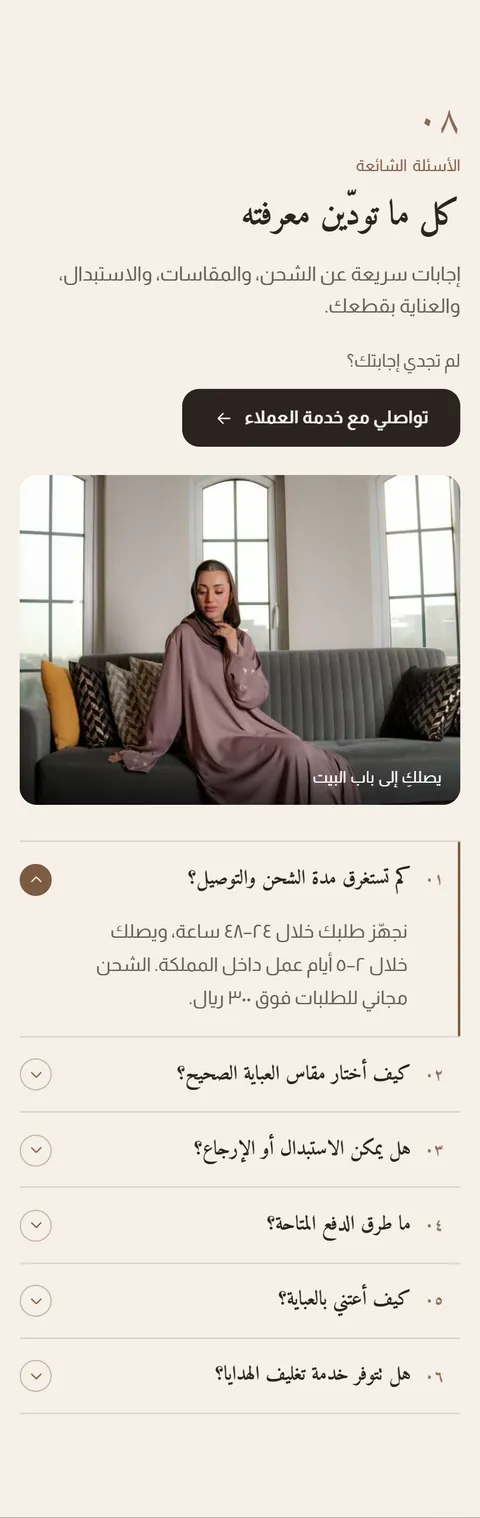 ٠٨
الأسئلة الشائعة
كل ما تودّين معرفته
إجابات سريعة عن الشحن، والمقاسات، والاستبدال،
والعناية بقطعك.
لم تجدي إجابتك؟
تواصلي مع خدمة العملاء ←
يصلكِ إلى باب البيت
٠١ كم تستغرق مدة الشحن والتوصيل؟
نجهّز طلبك خلال ٢٤–٤٨ ساعة، ويصلك
خلال ٢–٥ أيام عمل داخل المملكة. الشحن
مجاني للطلبات فوق ٣٠٠ ريال.
٠٢ كيف أختار مقاس العباية الصحيح؟
٠٣ هل يمكن الاستبدال أو الإرجاع؟
٠٤ ما طرق الدفع المتاحة؟
٠٥ كيف أعتني بالعباية؟
٠٦ هل تتوفر خدمة تغليف الهدايا؟